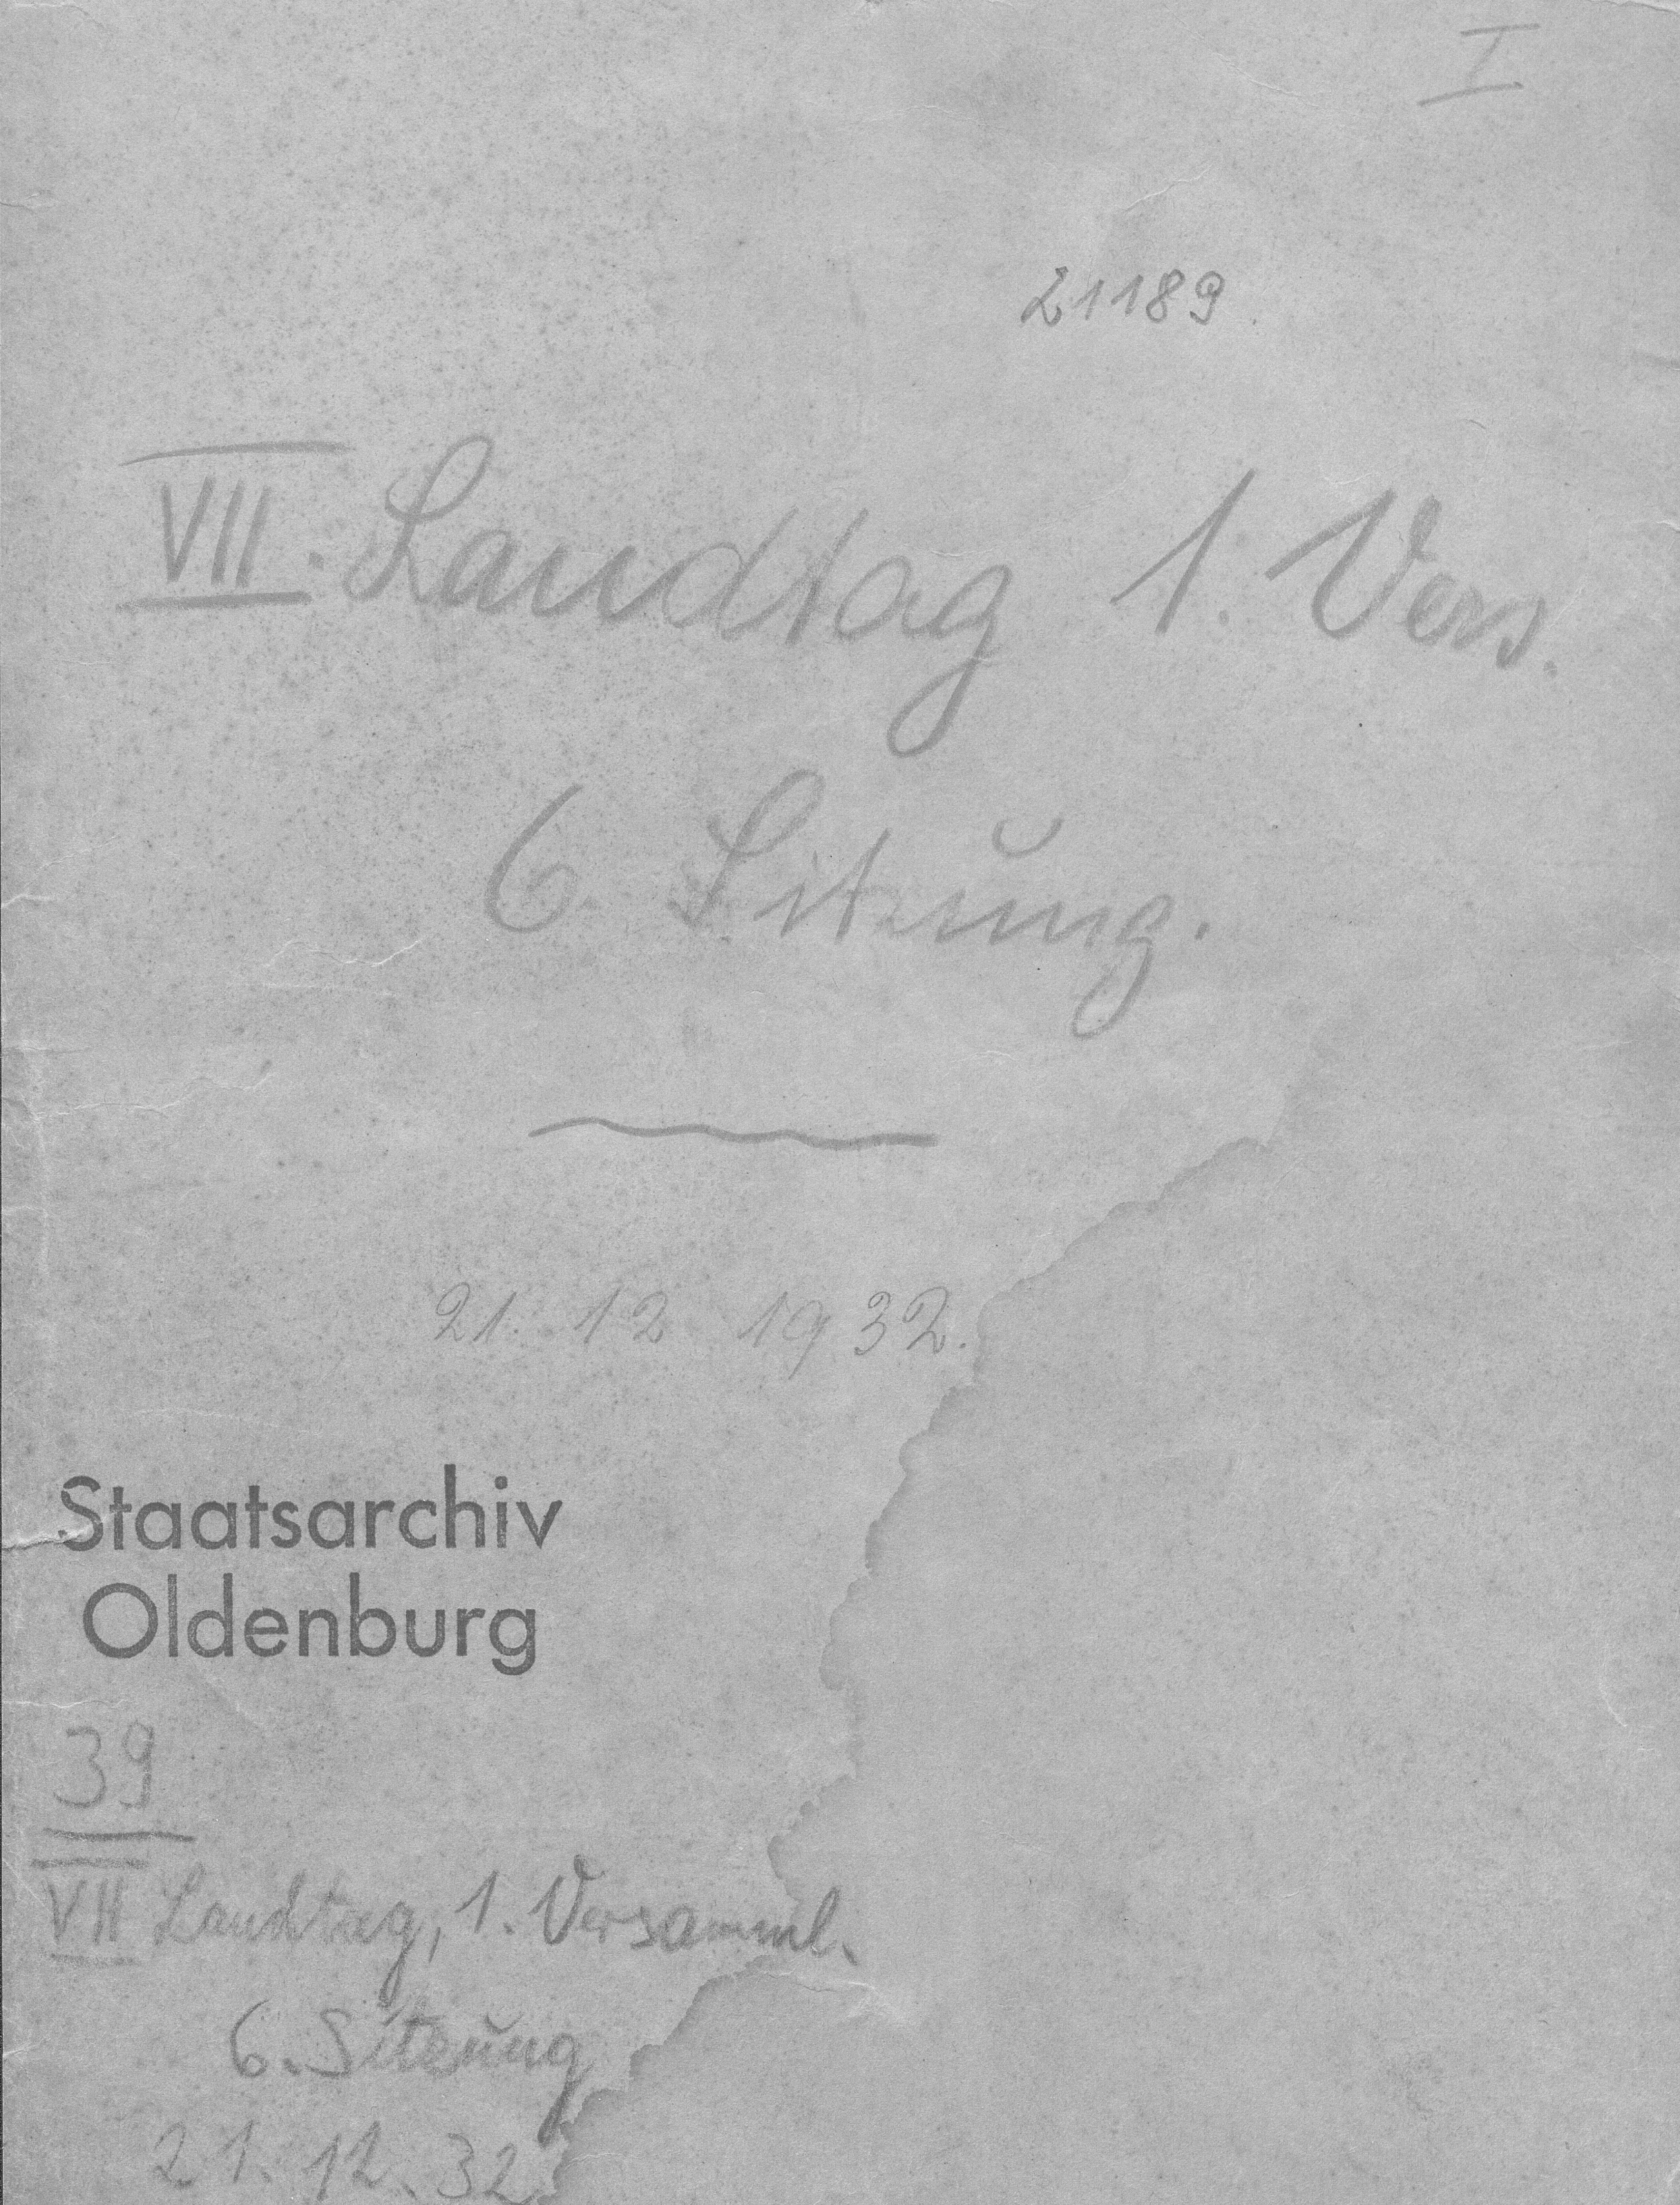 I
21189.
VII. Landtag 1. Vers.
6. Sitzung.
21. 12 1932.
Staatsarchiv
Oldenburg
39
VII Landtag, 1. Versamml.
6. Sitzung
21. 12. 32